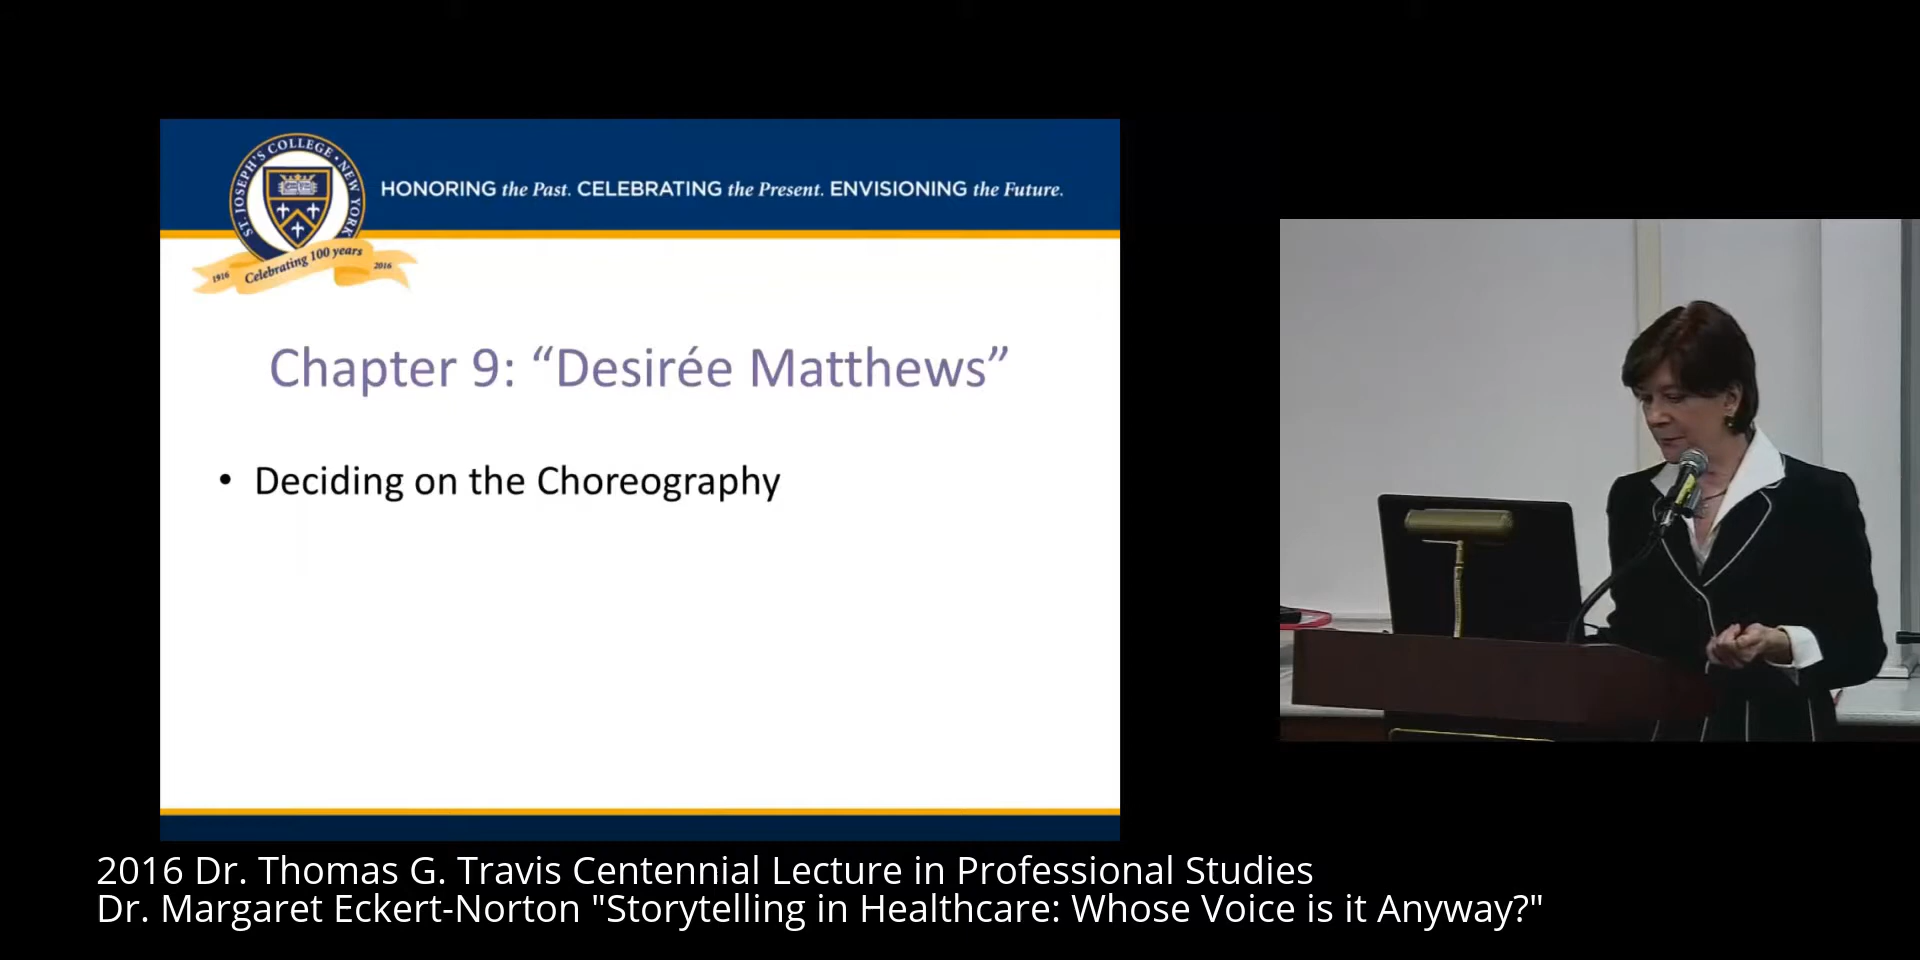 ST. JOSEPH'S COLLEGE • NEW YORK
1916 Celebrating 100 years 2016
HONORING the Past. CELEBRATING the Present. ENVISIONING the Future.
Chapter 9: “Desirée Matthews”
• Deciding on the Choreography
2016 Dr. Thomas G. Travis Centennial Lecture in Professional Studies
Dr. Margaret Eckert-Norton "Storytelling in Healthcare: Whose Voice is it Anyway?"